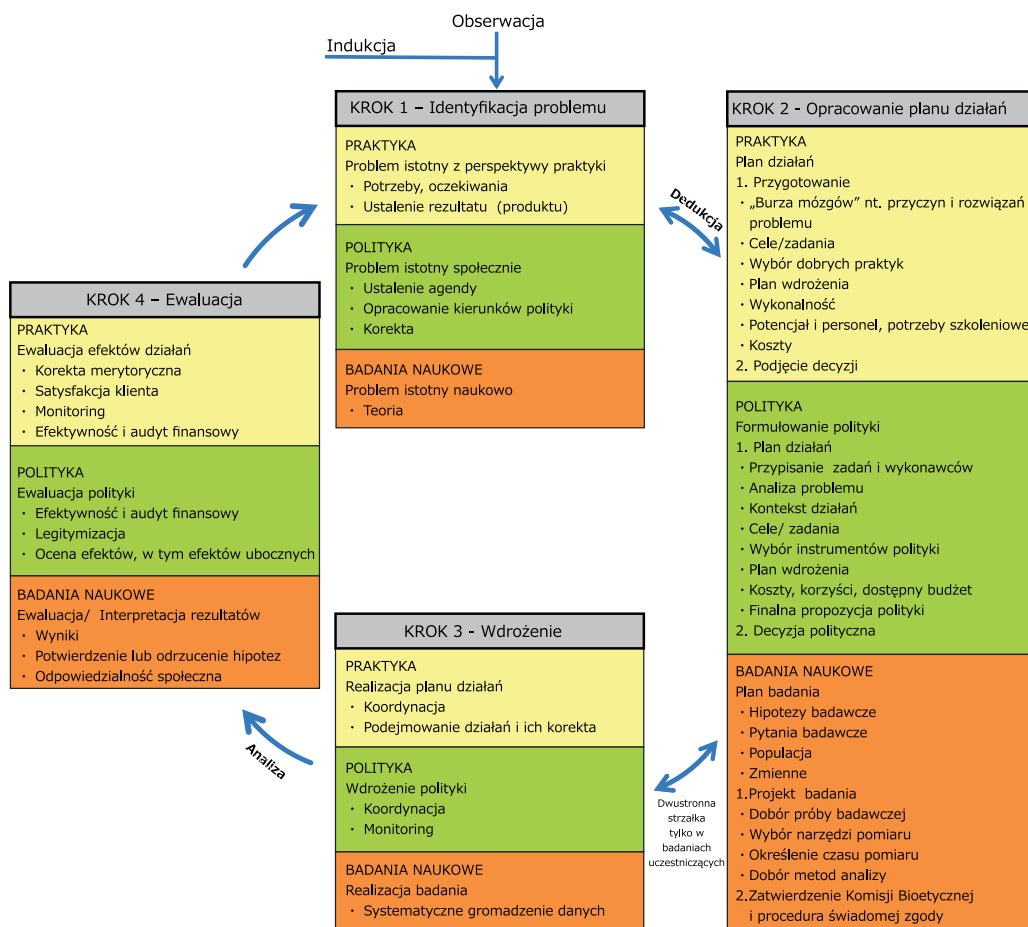 Obserwacja
Indukcja
KROK 1 – Identyfikacja problemu
PRAKTYKA
Problem istotny z perspektywy praktyki
· Potrzeby, oczekiwania
· Ustalenie rezultatu (produktu)
POLITYKA
Problem istotny społecznie
· Ustalenie agendy
· Opracowanie kierunków polityki
· Korekta
BADANIA NAUKOWE
Problem istotny naukowo
· Teoria
Dedukcja
KROK 2 - Opracowanie planu działań
PRAKTYKA
Plan działań
1. Przygotowanie
· „Burza mózgów” nt. przyczyn i rozwiązań
problemu
· Cele/zadania
· Wybór dobrych praktyk
· Plan wdrożenia
· Wykonalność
· Potencjał i personel, potrzeby szkoleniowe
· Koszty
2. Podjęcie decyzji
POLITYKA
Formułowanie polityki
1. Plan działań
· Przypisanie zadań i wykonawców
· Analiza problemu
· Kontekst działań
· Cele/ zadania
· Wybór instrumentów polityki
· Plan wdrożenia
· Koszty, korzyści, dostępny budżet
· Finalna propozycja polityki
2. Decyzja polityczna
BADANIA NAUKOWE
Plan badania
· Hipotezy badawcze
· Pytania badawcze
· Populacja
· Zmienne
1.Projekt badania
· Dobór próby badawczej
· Wybór narzędzi pomiaru
· Określenie czasu pomiaru
· Dobór metod analizy
2.Zatwierdzenie Komisji Bioetycznej
i procedura świadomej zgody
Dwustronna
strzałka
tylko w
badaniach
uczestniczących
KROK 3 - Wdrożenie
PRAKTYKA
Realizacja planu działań
· Koordynacja
· Podejmowanie działań i ich korekta
POLITYKA
Wdrożenie polityki
· Koordynacja
· Monitoring
BADANIA NAUKOWE
Realizacja badania
· Systematyczne gromadzenie danych
Analiza
KROK 4 – Ewaluacja
PRAKTYKA
Ewaluacja efektów działań
· Korekta merytoryczna
· Satysfakcja klienta
· Monitoring
· Efektywność i audyt finansowy
POLITYKA
Ewaluacja polityki
· Efektywność i audyt finansowy
· Legitymizacja
· Ocena efektów, w tym efektów ubocznych
BADANIA NAUKOWE
Ewaluacja/ Interpretacja rezultatów
· Wyniki
· Potwierdzenie lub odrzucenie hipotez
· Odpowiedzialność społeczna